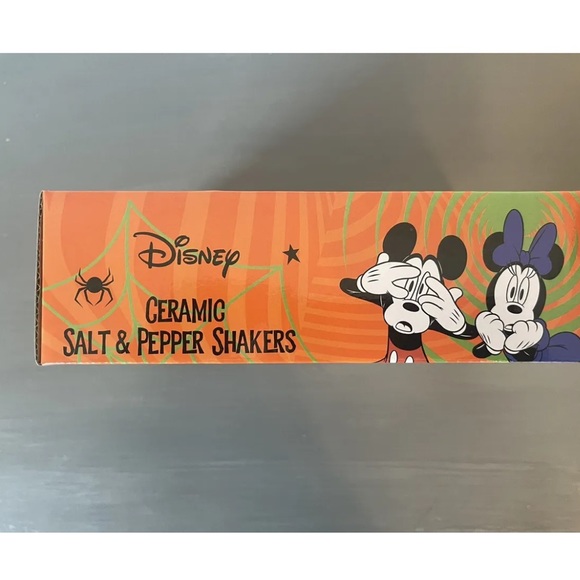 Disney
CERAMIC
SALT & PEPPER SHAKERS